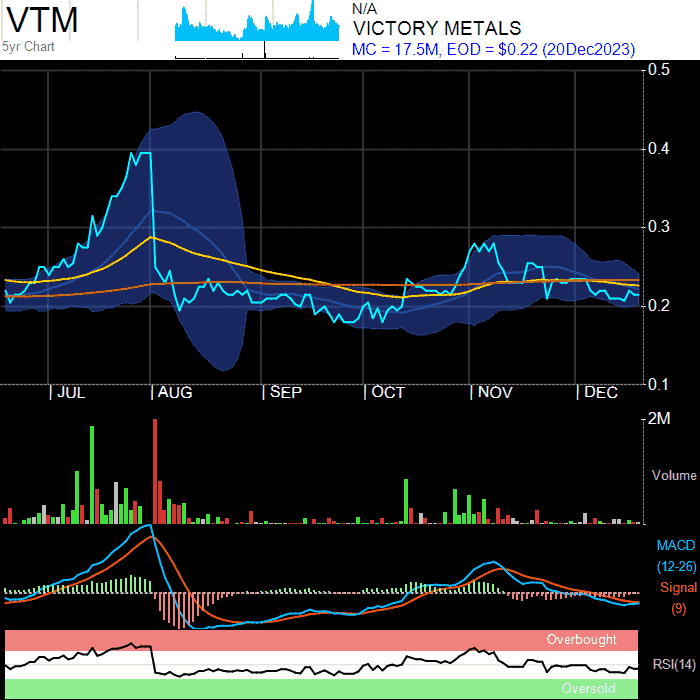 VTM
5yr Chart
N/A
VICTORY METALS
MC = 17.5M, EOD = $0.22 (20Dec2023)
0.5
0.4
0.3
0.2
0.1
JUL AUG SEP OCT NOV DEC
2M
Volume
MACD
(12-26)
Signal
(9)
Overbought
RSI(14)
Oversold